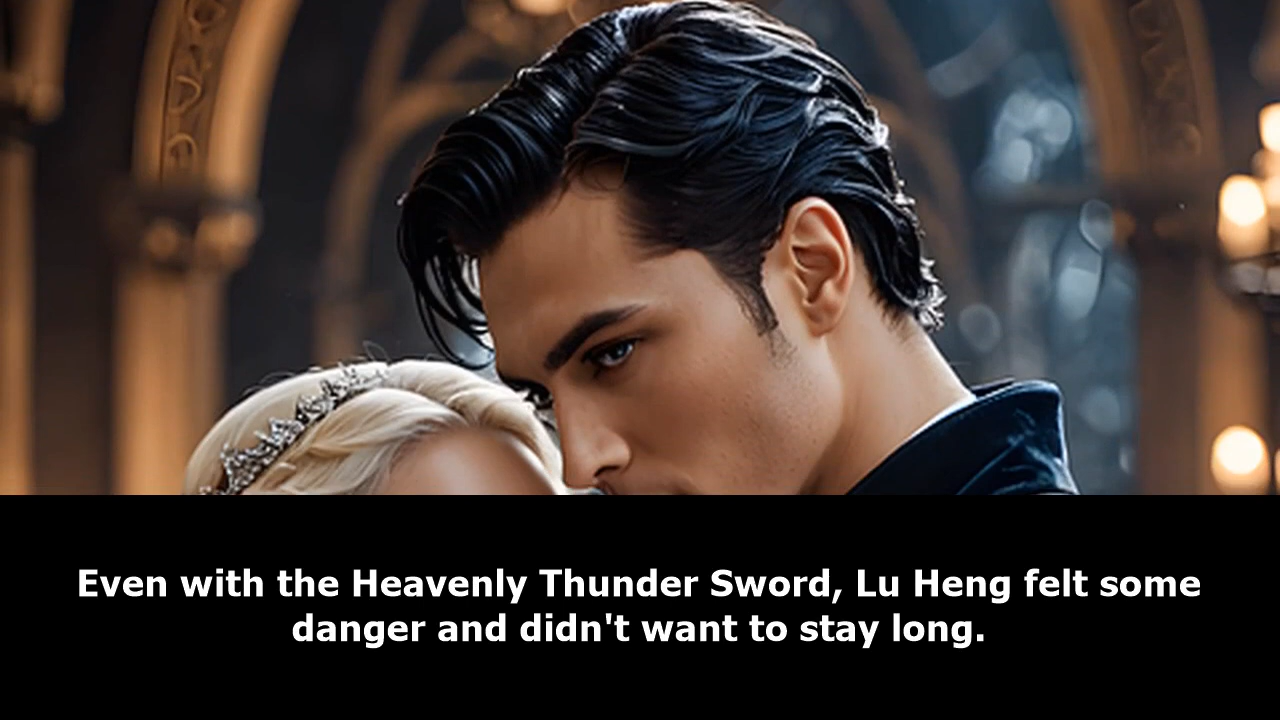 Even with the Heavenly Thunder Sword, Lu Heng felt some
danger and didn't want to stay long.